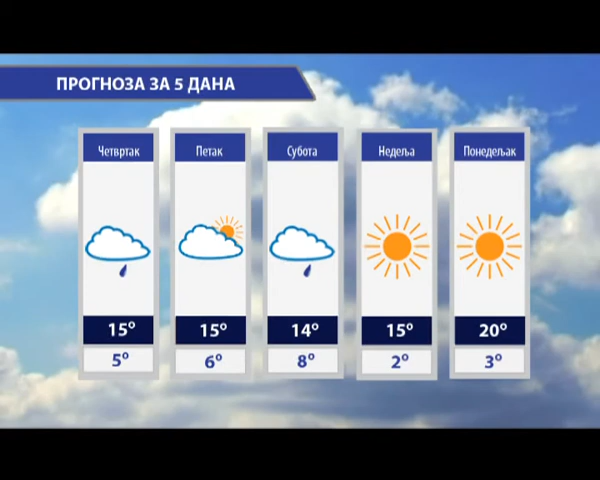 ПРОГНОЗА ЗА 5 ДАНА
Четвртак Петак Субота Недеља Понедељак
15° 15° 14° 15° 20°
5° 6° 8° 2° 3°